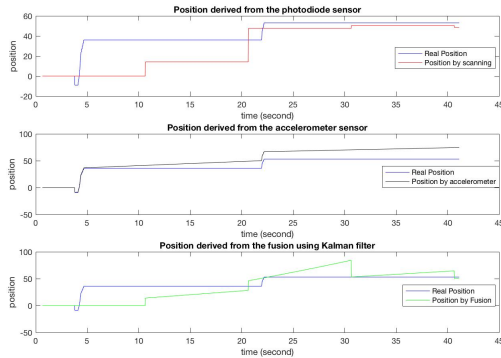 Position derived from the photodiode sensor
60
40
20
0
-20
position
0 5 10 15 20 25 30 35 40 45
time (second)
Real Position
Position by scanning
Position derived from the accelerometer sensor
100
50
0
-50
position
0 5 10 15 20 25 30 35 40 45
time (second)
Real Position
Position by accelerometer
Position derived from the fusion using Kalman filter
100
50
0
-50
position
0 5 10 15 20 25 30 35 40 45
time (second)
Real Position
Position by Fusion